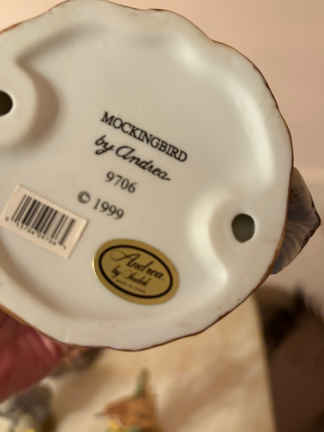 MOCKINGBIRD
by Andrea
9706
© 1999
Andrea
by Sadek